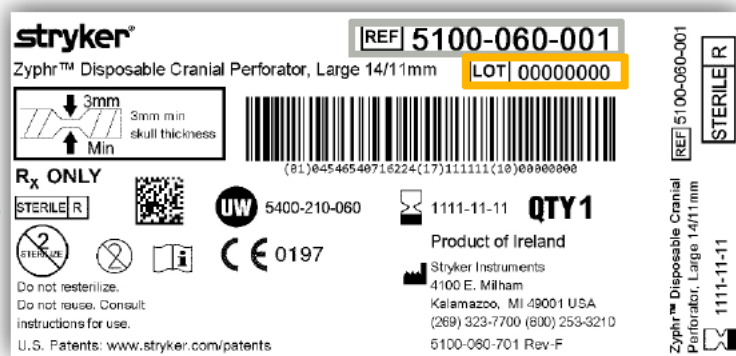 stryker®
REF 5100-060-001
Zyphr™ Disposable Cranial Perforator, Large 14/11mm
LOT 00000000
3mm
Min
3mm min
skull thickness
(01)04546540716224(17)111111(10)00000000
Rx ONLY
STERILE R
UW 5400-210-060
1111-11-11 QTY 1
2
STERILIZE
2
i
CE 0197
Product of Ireland
Do not resterilize.
Do not reuse. Consult
instructions for use.
U.S. Patents: www.stryker.com/patents
Stryker Instruments
4100 E. Milham
Kalamazoo, MI 49001 USA
(269) 323-7700 (800) 253-3210
5100-060-701 Rev-F
REF 5100-060-001
STERILE R
Zyphr™ Disposable Cranial
Perforator, Large 14/11mm
1111-11-11